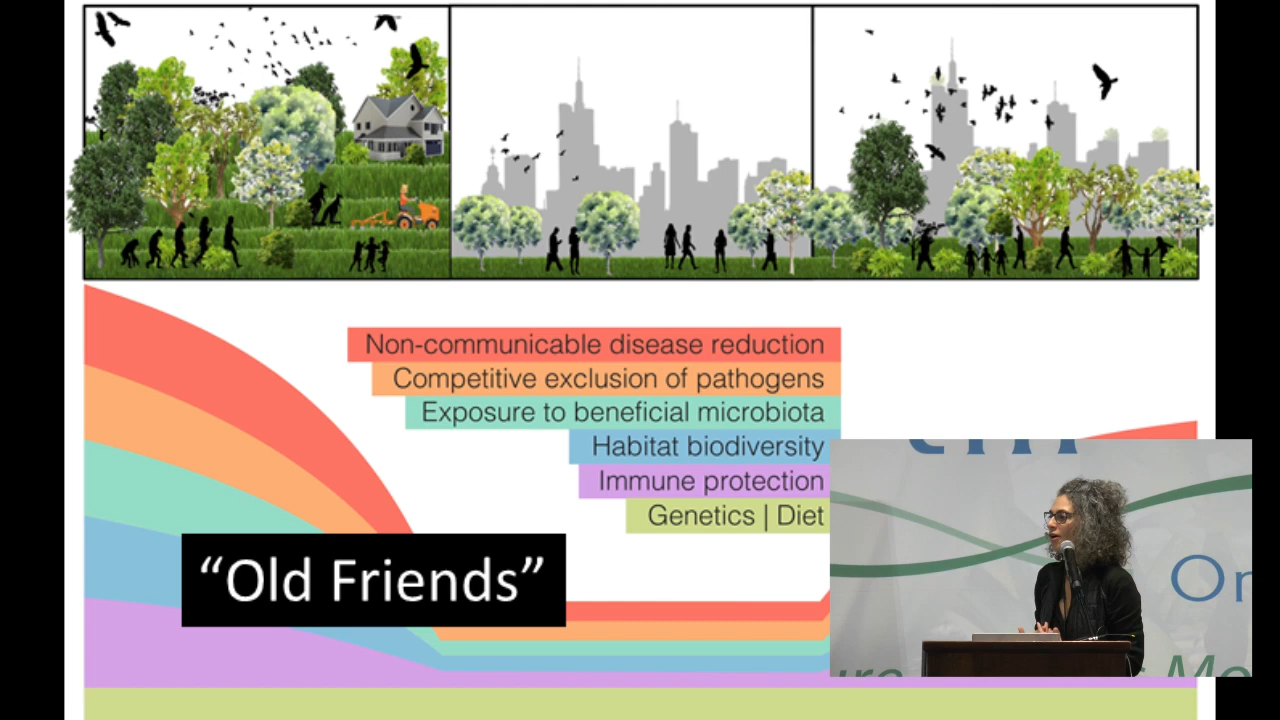 Non-communicable disease reduction
Competitive exclusion of pathogens
Exposure to beneficial microbiota
Habitat biodiversity
Immune protection
Genetics | Diet
“Old Friends”